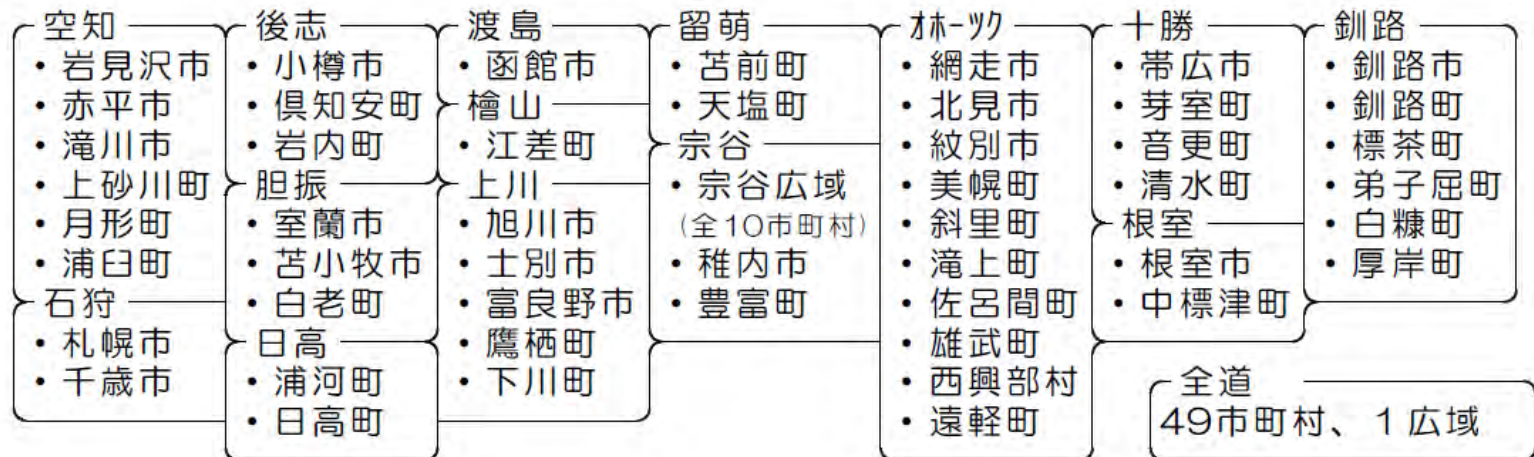 空知
・岩見沢市
・赤平市
・滝川市
・上砂川町
・月形町
・浦臼町
石狩
・札幌市
・千歳市
後志
・小樽市
・倶知安町
・岩内町
胆振
・室蘭市
・苫小牧市
・白老町
日高
・浦河町
・日高町
渡島
・函館市
檜山
・江差町
上川
・旭川市
・士別市
・富良野市
・鷹栖町
・下川町
留萌
・苫前町
・天塩町
宗谷
・宗谷広域
(全10市町村)
・稚内市
・豊富町
ｵﾎｰﾂｸ
・網走市
・北見市
・紋別市
・美幌町
・斜里町
・滝上町
・佐呂間町
・雄武町
・西興部村
・遠軽町
十勝
・帯広市
・芽室町
・音更町
・清水町
根室
・根室市
・中標津町
釧路
・釧路市
・釧路町
・標茶町
・弟子屈町
・白糠町
・厚岸町
全道
49市町村、1広域